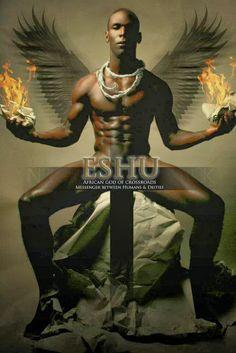 ESHU
African god of crossroads
Messenger between Humans & Deities